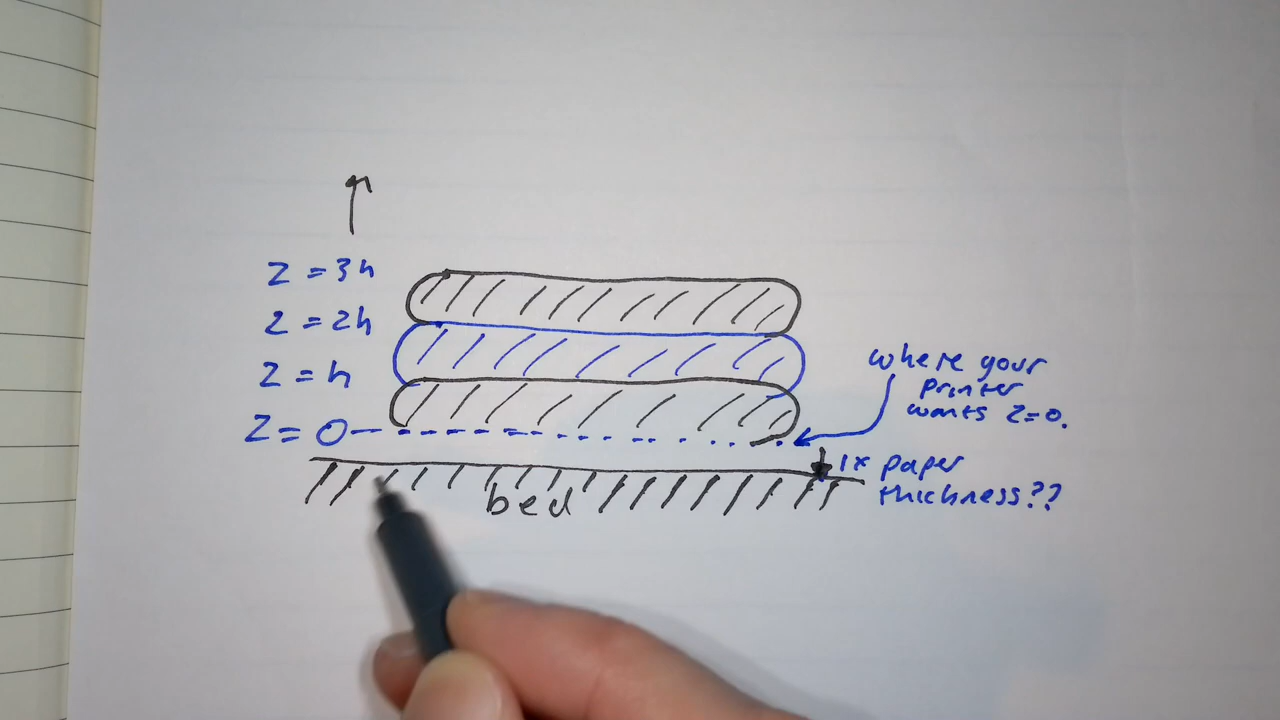 Z = 3h
Z = 2h
Z = h
Z = 0
where your
printer
wants Z=0.
1x paper
thickness??
bed